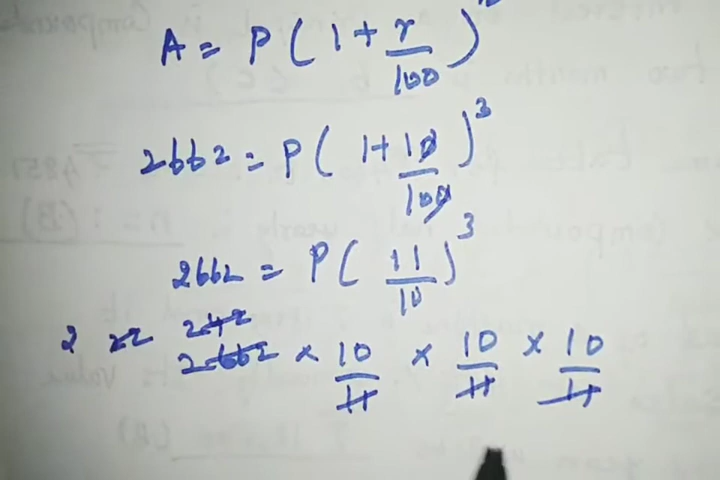 A = P ( 1 + r/100 )
2662 = P ( 1 + 10/100 )³
2662 = P ( 11/10 )³
2 22 242
2662 × 10/11 × 10/11 × 10/11